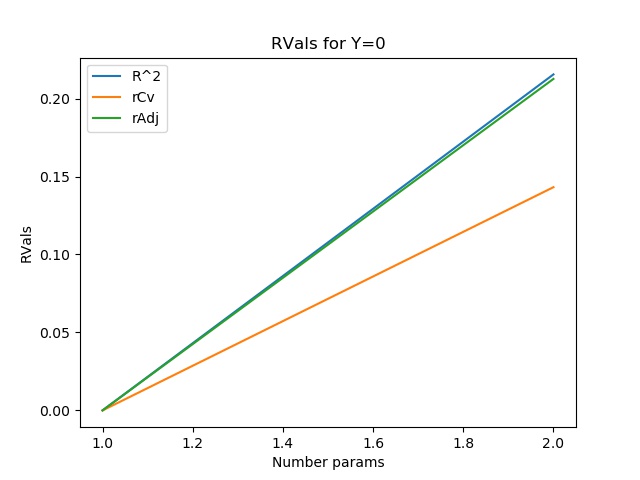 RVals for Y=0
R^2
rCv
rAdj
RVals
0.20
0.15
0.10
0.05
0.00
1.0 1.2 1.4 1.6 1.8 2.0
Number params